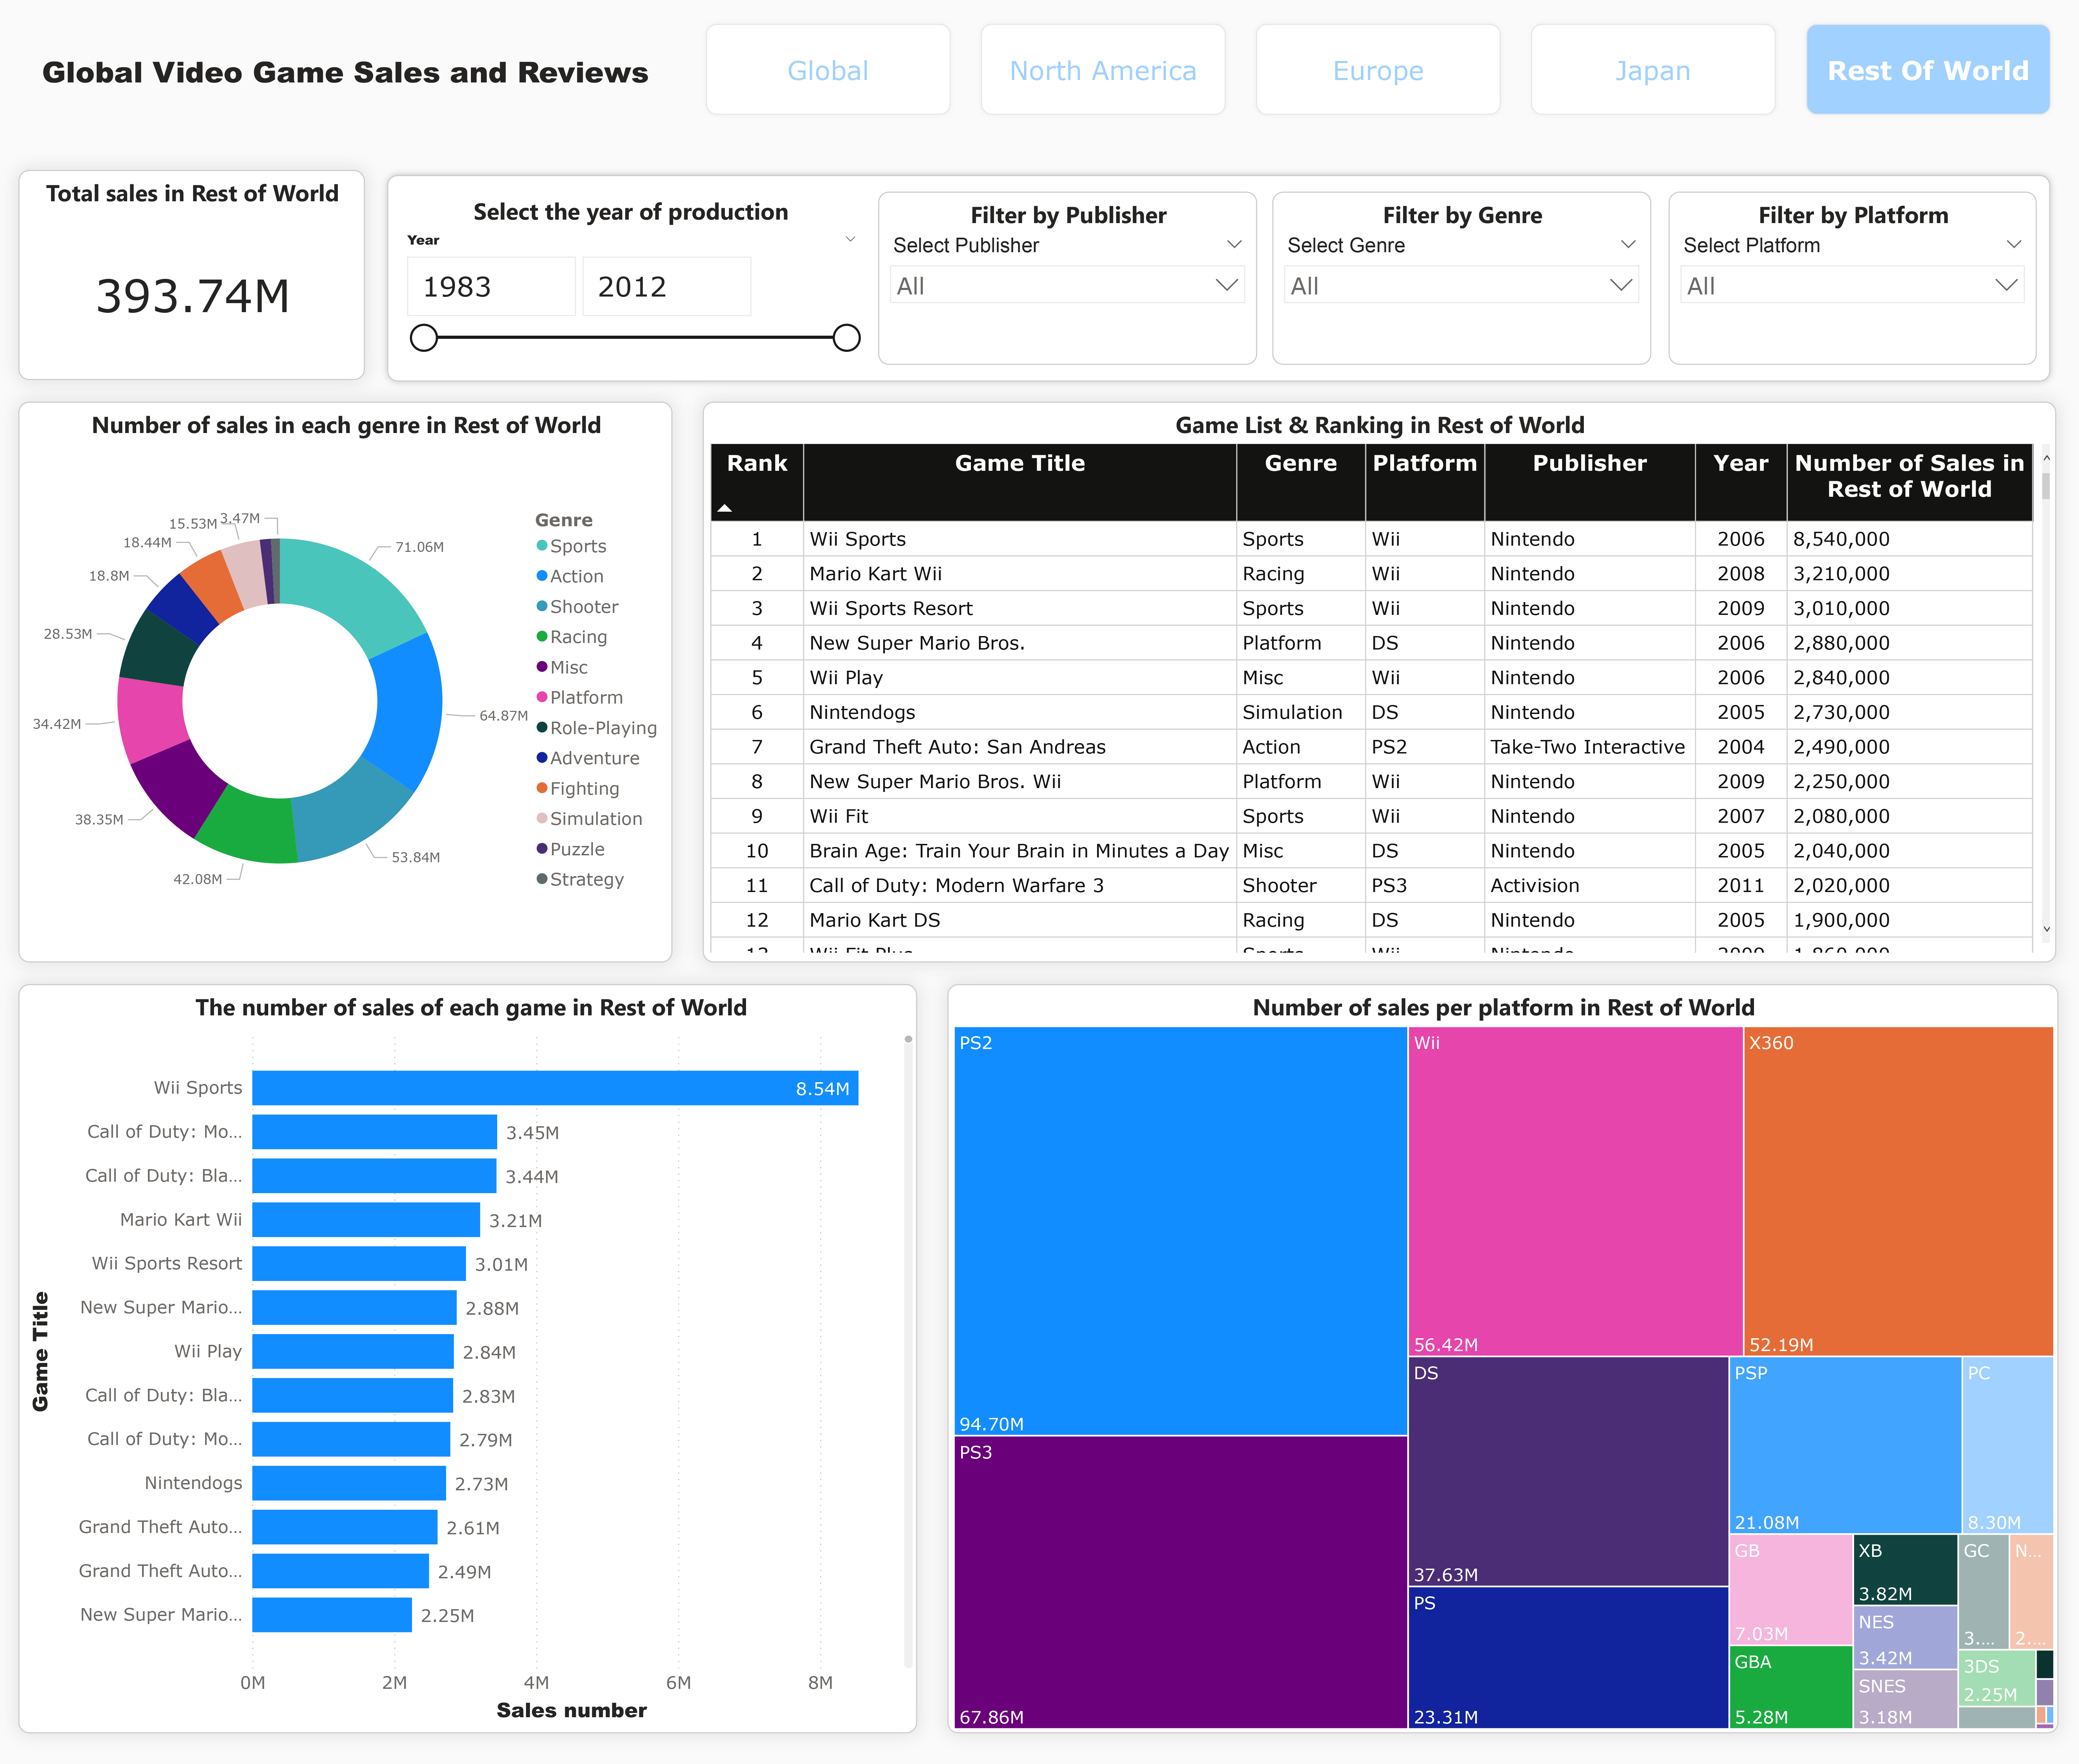 Global Video Game Sales and Reviews
Global
North America
Europe
Japan
Rest Of World
Total sales in Rest of World
393.74M
Select the year of production
Year
1983
2012
Filter by Publisher
Select Publisher
All
Filter by Genre
Select Genre
All
Filter by Platform
Select Platform
All
Number of sales in each genre in Rest of World
71.06M
64.87M
53.84M
42.08M
38.35M
34.42M
28.53M
18.8M
18.44M
15.53M
3.47M
Genre
Sports
Action
Shooter
Racing
Misc
Platform
Role-Playing
Adventure
Fighting
Simulation
Puzzle
Strategy
Game List & Ranking in Rest of World
Rank Game Title Genre Platform Publisher Year Number of Sales in
Rest of World
1 Wii Sports Sports Wii Nintendo 2006 8,540,000
2 Mario Kart Wii Racing Wii Nintendo 2008 3,210,000
3 Wii Sports Resort Sports Wii Nintendo 2009 3,010,000
4 New Super Mario Bros. Platform DS Nintendo 2006 2,880,000
5 Wii Play Misc Wii Nintendo 2006 2,840,000
6 Nintendogs Simulation DS Nintendo 2005 2,730,000
7 Grand Theft Auto: San Andreas Action PS2 Take-Two Interactive 2004 2,490,000
8 New Super Mario Bros. Wii Platform Wii Nintendo 2009 2,250,000
9 Wii Fit Sports Wii Nintendo 2007 2,080,000
10 Brain Age: Train Your Brain in Minutes a Day Misc DS Nintendo 2005 2,040,000
11 Call of Duty: Modern Warfare 3 Shooter PS3 Activision 2011 2,020,000
12 Mario Kart DS Racing DS Nintendo 2005 1,900,000
The number of sales of each game in Rest of World
Game Title
Wii Sports 8.54M
Call of Duty: Mo... 3.45M
Call of Duty: Bla... 3.44M
Mario Kart Wii 3.21M
Wii Sports Resort 3.01M
New Super Mario... 2.88M
Wii Play 2.84M
Call of Duty: Bla... 2.83M
Call of Duty: Mo... 2.79M
Nintendogs 2.73M
Grand Theft Auto... 2.61M
Grand Theft Auto... 2.49M
New Super Mario... 2.25M
0M 2M 4M 6M 8M
Sales number
Number of sales per platform in Rest of World
PS2
94.70M
PS3
67.86M
Wii
56.42M
X360
52.19M
DS
37.63M
PS
23.31M
PSP
21.08M
PC
8.30M
GB
7.03M
GBA
5.28M
XB
3.82M
NES
3.42M
SNES
3.18M
GC
3....
N...
2....
3DS
2.25M